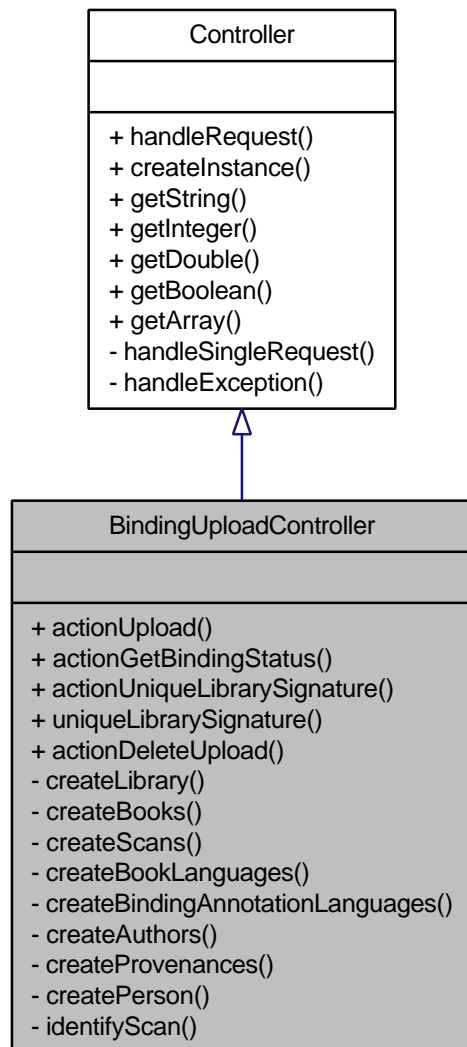 Controller
+ handleRequest()
+ createInstance()
+ getString()
+ getInteger()
+ getDouble()
+ getBoolean()
+ getArray()
- handleSingleRequest()
- handleException()
BindingUploadController
+ actionUpload()
+ actionGetBindingStatus()
+ actionUniqueLibrarySignature()
+ uniqueLibrarySignature()
+ actionDeleteUpload()
- createLibrary()
- createBooks()
- createScans()
- createBookLanguages()
- createBindingAnnotationLanguages()
- createAuthors()
- createProvenances()
- createPerson()
- identifyScan()